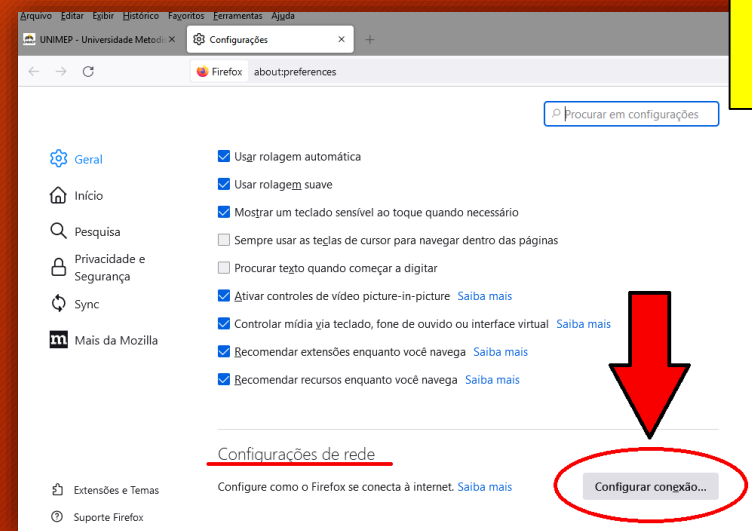 Arquivo Editar Exibir Histórico Favoritos Ferramentas Ajuda
UNIMEP - Universidade Metodis
Configurações
Firefox about:preferences
Procurar em configurações
Geral
Início
Pesquisa
Privacidade e
Segurança
Sync
Mais da Mozilla
Extensões e Temas
Suporte Firefox
Usar rolagem automática
Usar rolagem suave
Mostrar um teclado sensível ao toque quando necessário
Sempre usar as teclas de cursor para navegar dentro das páginas
Procurar texto quando começar a digitar
Ativar controles de vídeo picture-in-picture Saiba mais
Controlar mídia via teclado, fone de ouvido ou interface virtual Saiba mais
Recomendar extensões enquanto você navega Saiba mais
Recomendar recursos enquanto você navega Saiba mais
Configurações de rede
Configure como o Firefox se conecta à internet. Saiba mais
Configurar conexão...